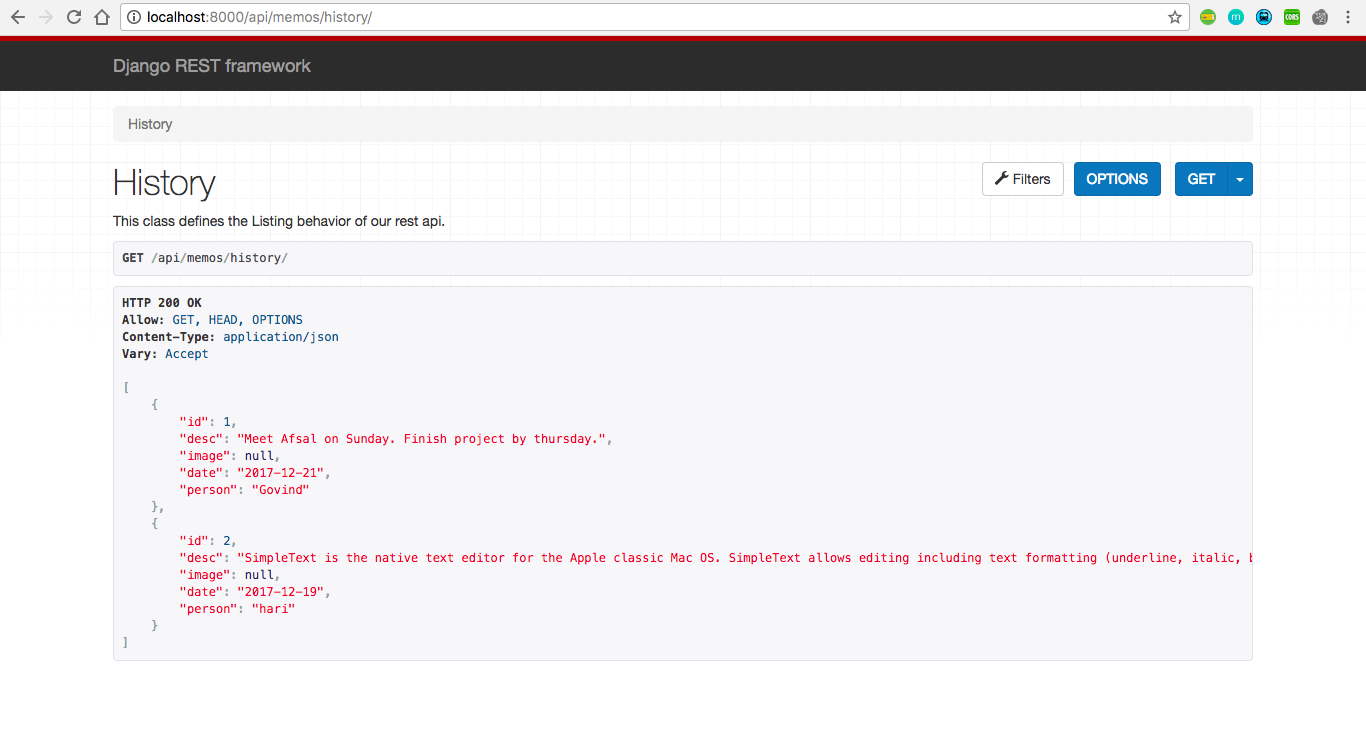 localhost:8000/api/memos/history/
m
CORS
Django REST framework
History
History
Filters
OPTIONS
GET
This class defines the Listing behavior of our rest api.
GET /api/memos/history/
HTTP 200 OK
Allow: GET, HEAD, OPTIONS
Content-Type: application/json
Vary: Accept
[
{
"id": 1,
"desc": "Meet Afsal on Sunday. Finish project by thursday.",
"image": null,
"date": "2017-12-21",
"person": "Govind"
},
{
"id": 2,
"desc": "SimpleText is the native text editor for the Apple classic Mac OS. SimpleText allows editing including text formatting (underline, italic,
"image": null,
"date": "2017-12-19",
"person": "hari"
}
]